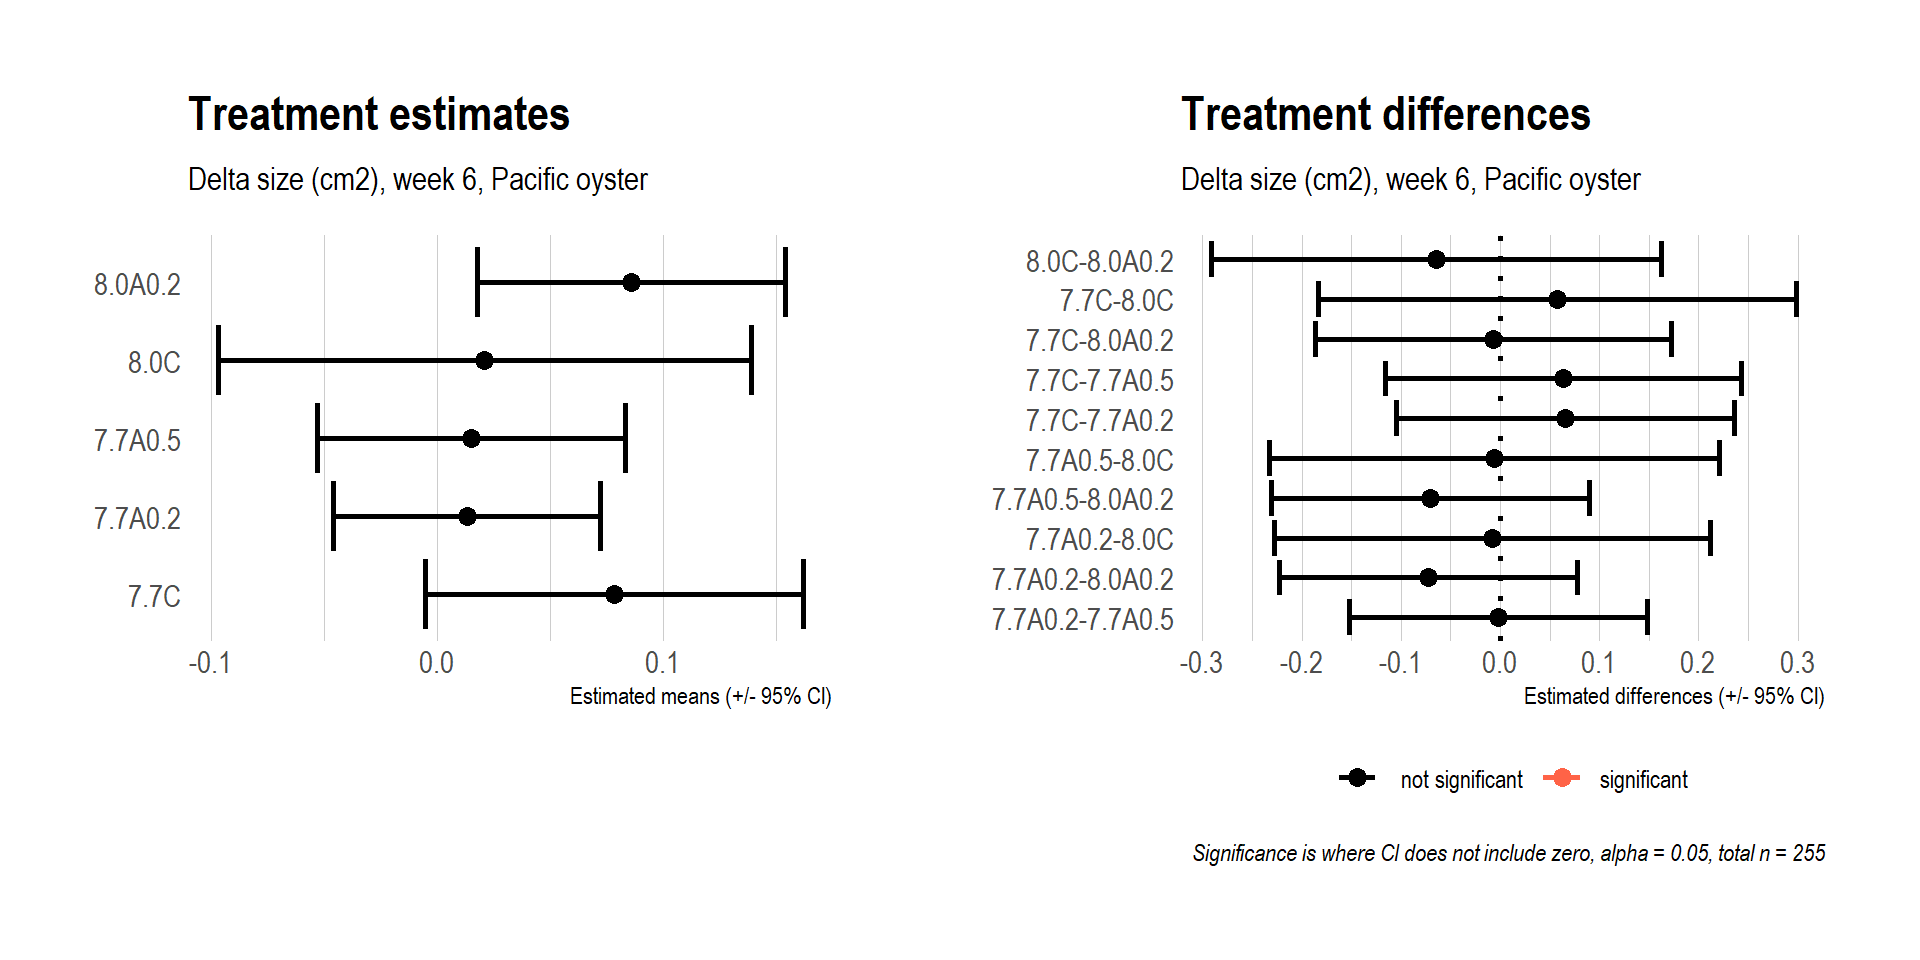 Treatment estimates
Delta size (cm2), week 6, Pacific oyster
8.0A0.2
8.0C
7.7A0.5
7.7A0.2
7.7C
-0.1 0.0 0.1
Estimated means (+/- 95% CI)
Treatment differences
Delta size (cm2), week 6, Pacific oyster
8.0C-8.0A0.2
7.7C-8.0C
7.7C-8.0A0.2
7.7C-7.7A0.5
7.7C-7.7A0.2
7.7A0.5-8.0C
7.7A0.5-8.0A0.2
7.7A0.2-8.0C
7.7A0.2-8.0A0.2
7.7A0.2-7.7A0.5
-0.3 -0.2 -0.1 0.0 0.1 0.2 0.3
Estimated differences (+/- 95% CI)
not significant significant
Significance is where CI does not include zero, alpha = 0.05, total n = 255